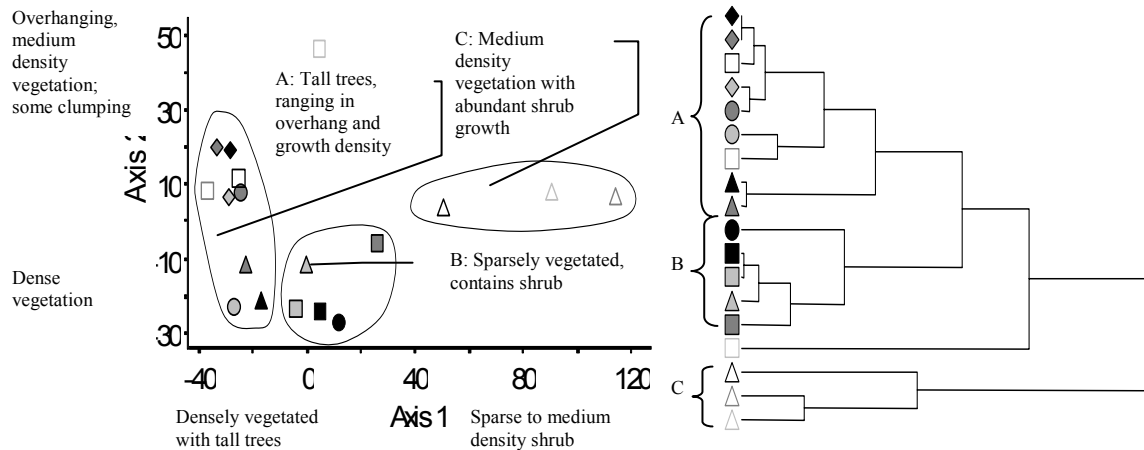 Overhanging,
medium
density
vegetation;
some clumping
Dense
vegetation
Axis 2
50
30
10
-10
-30
A: Tall trees,
ranging in
overhang and
growth density
C: Medium
density
vegetation with
abundant shrub
growth
B: Sparsely vegetated,
contains shrub
-40
0
40
80
120
Axis 1
Densely vegetated
with tall trees
Sparse to medium
density shrub
A
B
C